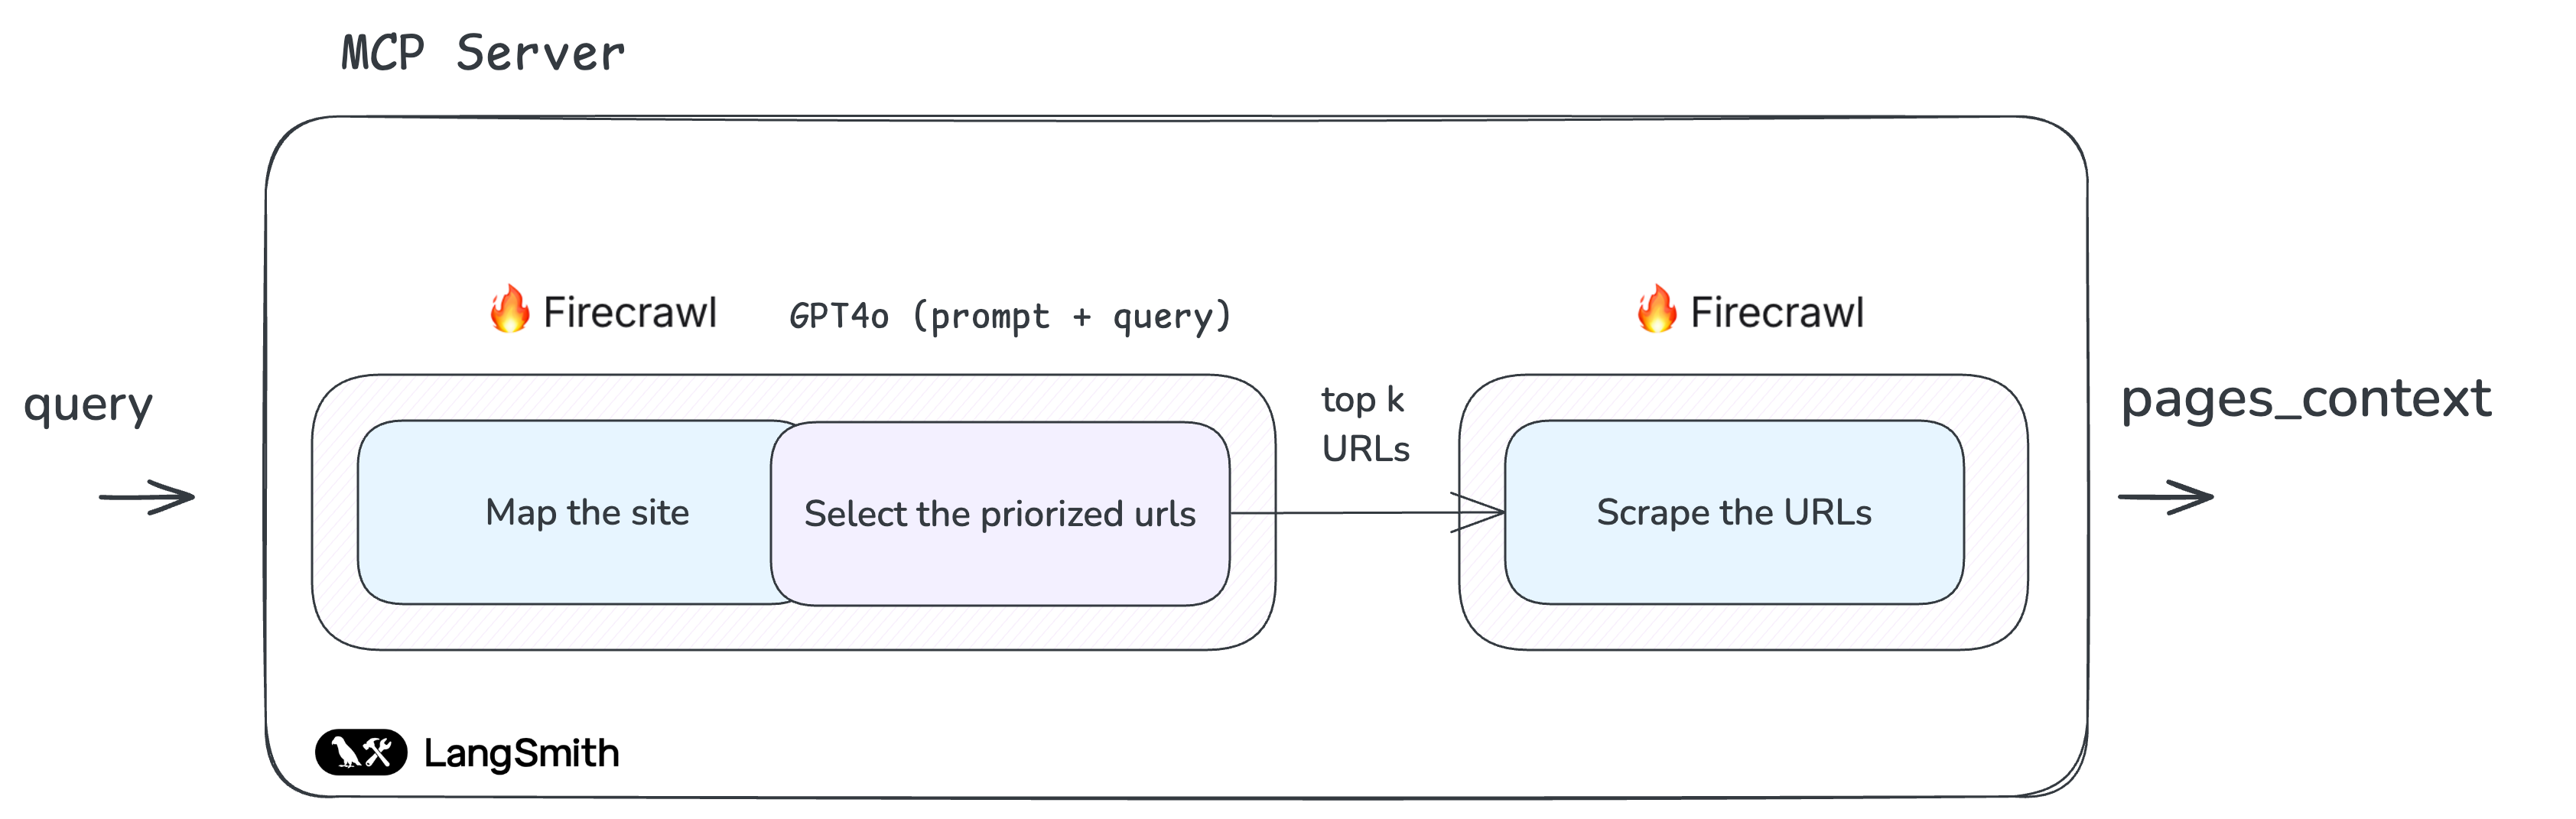 MCP Server
Firecrawl
GPT4o (prompt + query)
Firecrawl
query
top k
URLs
pages_context
Map the site
Select the priorized urls
Scrape the URLs
LangSmith